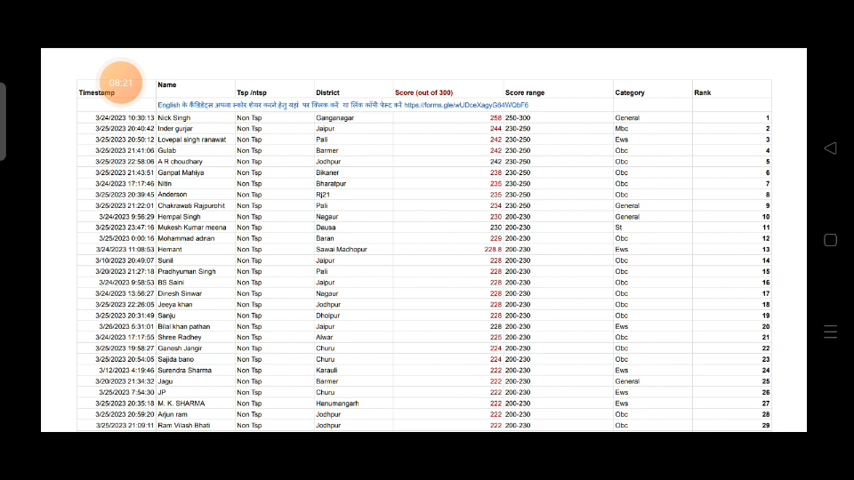 08:21
Timestamp Name Tsp /ntsp District Score (out of 300) Score range Category Rank
English के कैंडिडेट्स अपना स्कोर शेयर करने हेतु यहां पर क्लिक करें या लिंक कॉपी पेस्ट करें https://forms.gle/wUDceXagyG64WQbF6
3/24/2023 10:30:13 Nick Singh Non Tsp Ganganagar 258 250-300 General 1
3/25/2023 20:40:42 Inder gurjar Non Tsp Jaipur 244 230-250 Mbc 2
3/25/2023 20:50:12 Lovepal singh ranawat Non Tsp Pali 242 230-250 Ews 3
3/25/2023 21:41:06 Gulab Non Tsp Barmer 242 230-250 Obc 4
3/25/2023 22:58:06 A R choudhary Non Tsp Jodhpur 242 230-250 Obc 5
3/25/2023 21:43:51 Ganpat Mahiya Non Tsp Bikaner 238 230-250 Obc 6
3/24/2023 17:17:46 Nitin Non Tsp Bharatpur 235 230-250 Obc 7
3/25/2023 20:39:45 Anderson Non Tsp Rj21 235 230-250 Obc 8
3/25/2023 21:22:01 Chakrawati Rajpurohit Non Tsp Pali 234 230-250 General 9
3/24/2023 9:56:29 Hempal Singh Non Tsp Nagaur 230 200-230 General 10
3/25/2023 23:47:16 Mukesh Kumar meena Non Tsp Dausa 230 200-230 St 11
3/25/2023 0:00:16 Mohammad adnan Non Tsp Baran 229 200-230 Obc 12
3/24/2023 11:08:53 Hemant Non Tsp Sawai Madhopur 228.8 200-230 Ews 13
3/10/2023 20:49:07 Sunil Non Tsp Jaipur 228 200-230 Obc 14
3/20/2023 21:27:18 Pradhyuman Singh Non Tsp Pali 228 200-230 Obc 15
3/24/2023 9:58:53 BS Saini Non Tsp Jaipur 228 200-230 Obc 16
3/24/2023 13:56:27 Dinesh Sinwar Non Tsp Nagaur 228 200-230 Obc 17
3/25/2023 22:26:05 Jeeya khan Non Tsp Jodhpur 228 200-230 Obc 18
3/25/2023 20:31:49 Sanju Non Tsp Dholpur 228 200-230 Obc 19
3/26/2023 5:31:01 Bilal khan pathan Non Tsp Jaipur 228 200-230 Ews 20
3/24/2023 17:17:55 Shree Radhey Non Tsp Alwar 225 200-230 Obc 21
3/25/2023 19:58:27 Ganesh Jangir Non Tsp Churu 224 200-230 Obc 22
3/25/2023 20:54:05 Sajida bano Non Tsp Churu 224 200-230 Obc 23
3/12/2023 4:19:46 Surendra Sharma Non Tsp Karauli 222 200-230 Ews 24
3/20/2023 21:34:32 Jagu Non Tsp Barmer 222 200-230 General 25
3/25/2023 7:54:30 JP Non Tsp Churu 222 200-230 Ews 26
3/25/2023 20:35:18 M. K. SHARMA Non Tsp Hanumangarh 222 200-230 Ews 27
3/25/2023 20:59:20 Arjun ram Non Tsp Jodhpur 222 200-230 Obc 28
3/25/2023 21:09:11 Ram Vilash Bhati Non Tsp Jodhpur 222 200-230 Obc 29